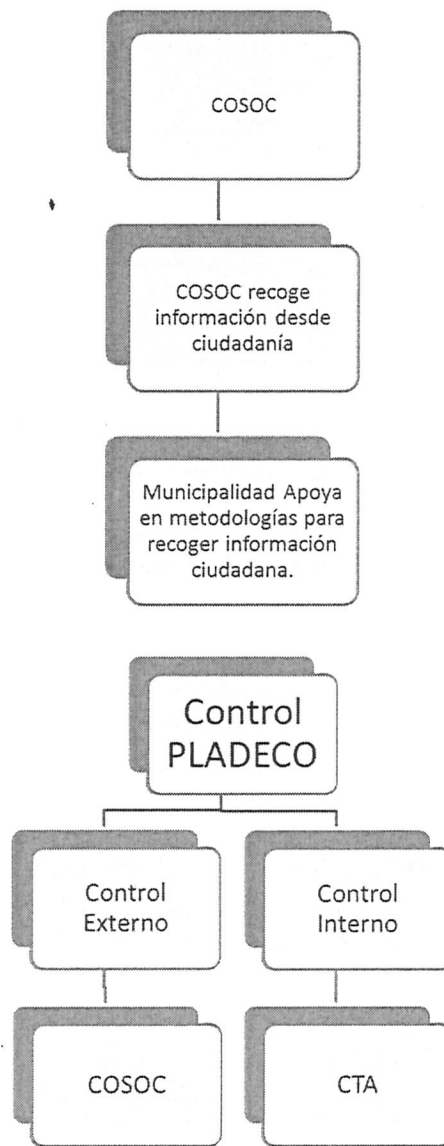 COSOC
COSOC recoge
información desde
ciudadanía
Municipalidad Apoya
en metodologías para
recoger información
ciudadana.
Control
PLADECO
Control
Externo
Control
Interno
COSOC
CTA